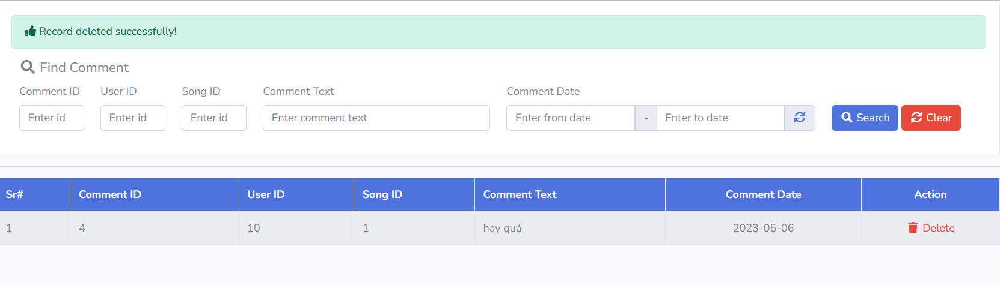 Record deleted successfully!
Find Comment
Comment ID User ID Song ID Comment Text Comment Date
Enter id Enter id Enter id Enter comment text Enter from date - Enter to date Search Clear
Sr# Comment ID User ID Song ID Comment Text Comment Date Action
1 4 10 1 hay quá 2023-05-06 Delete